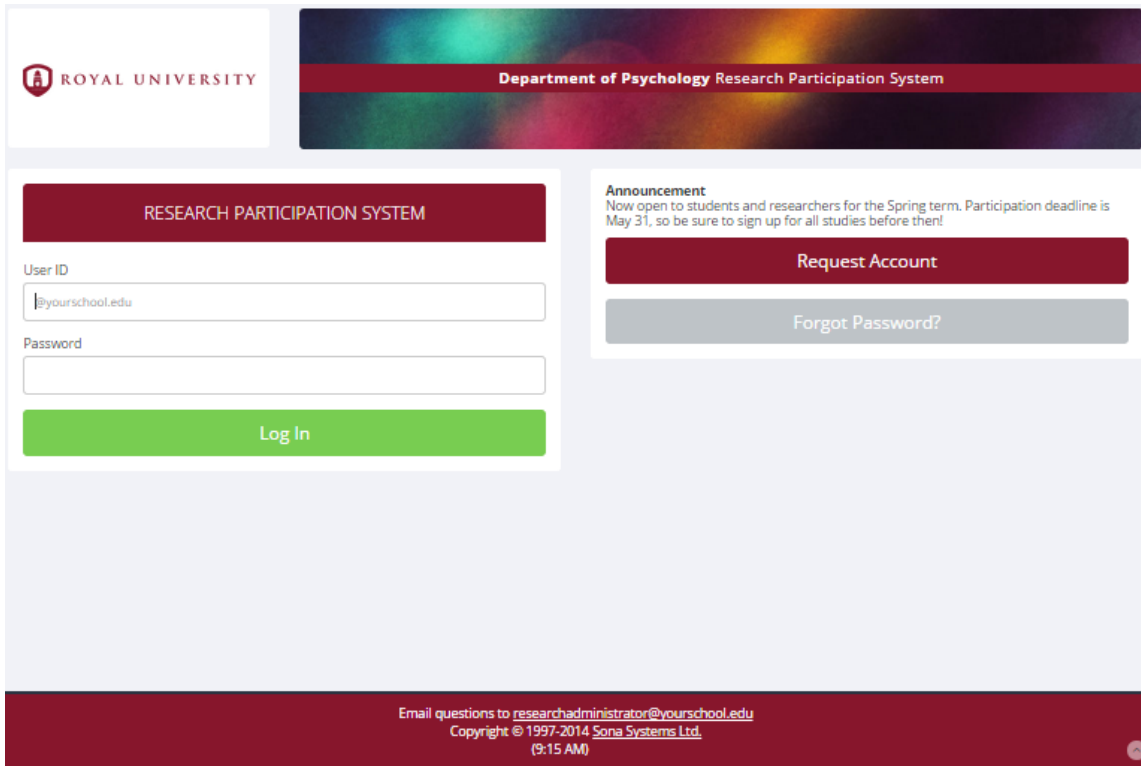 ROYAL UNIVERSITY
Department of Psychology Research Participation System
RESEARCH PARTICIPATION SYSTEM
User ID
@yourschool.edu
Password
Log In
Announcement
Now open to students and researchers for the Spring term. Participation deadline is
May 31, so be sure to sign up for all studies before then!
Request Account
Forgot Password?
Email questions to researchadministrator@yourschool.edu
Copyright © 1997-2014 Sona Systems Ltd.
(9:15 AM)